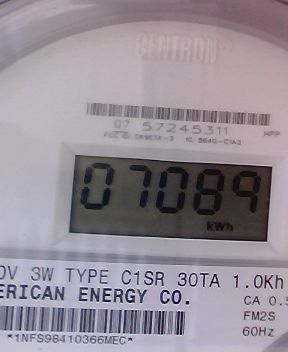 CENTRON
07 57245311
HPP
07089
kWh
0V 3W TYPE C1SR 30TA 1.0Kh
ERICAN ENERGY CO.
CA 0.5
FM2S
60Hz
*1NFS98410366MEC*